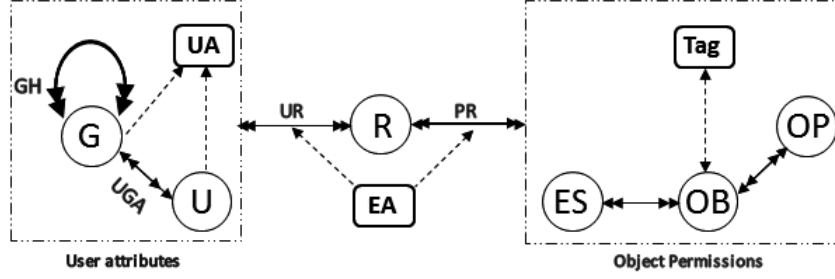 UA
Tag
GH
UR
PR
G
R
OP
UGA
U
EA
ES
OB
User attributes
Object Permissions